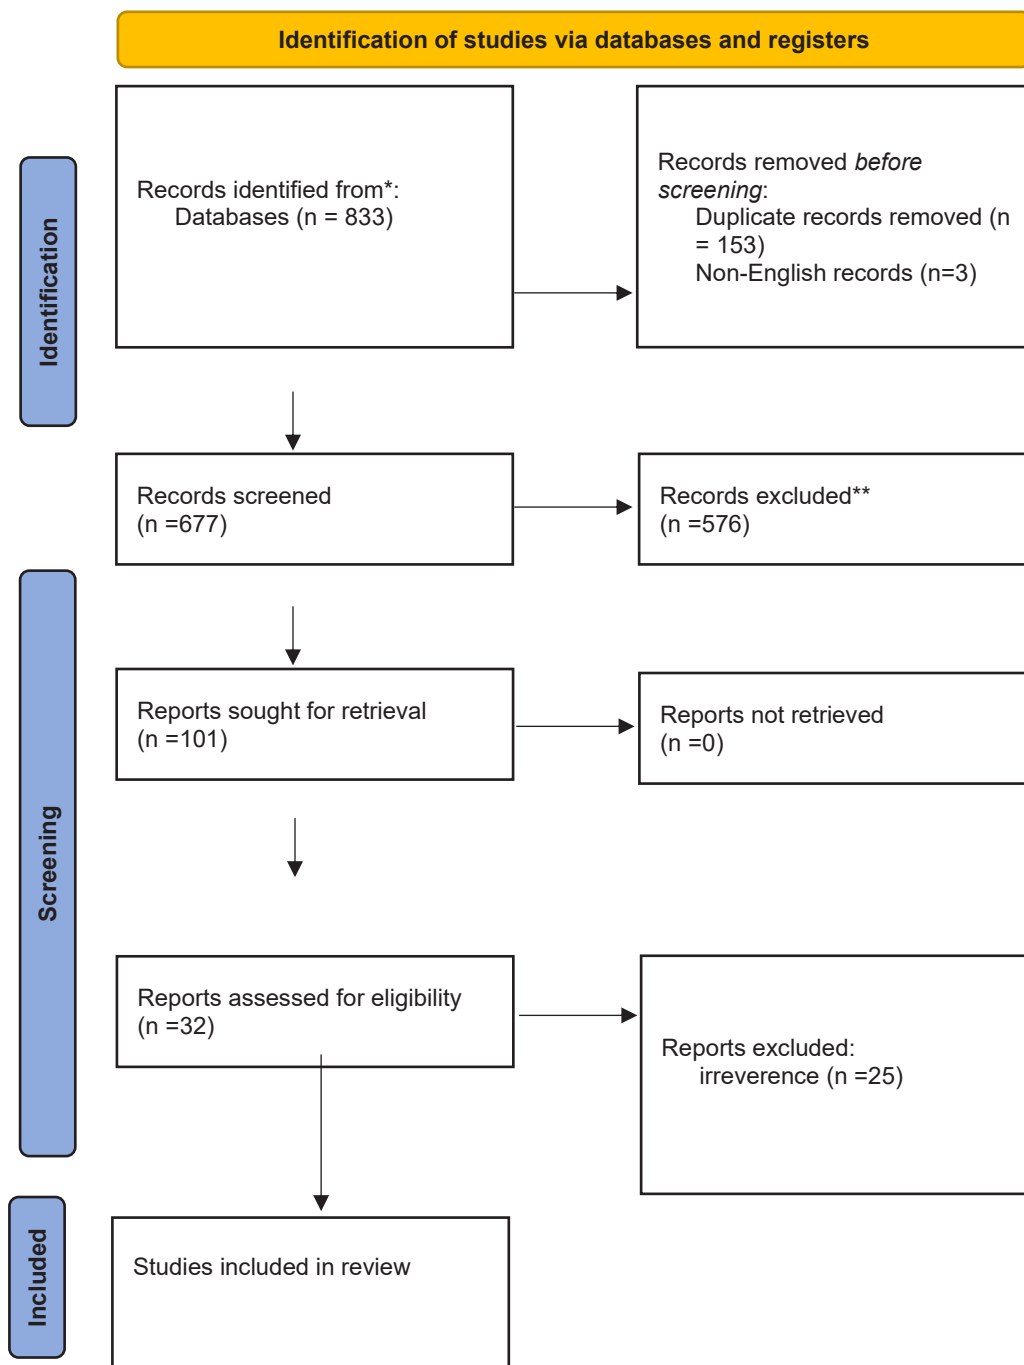 Identification of studies via databases and registers
Identification
Records identified from*:
Databases (n = 833)
Records removed before
screening:
Duplicate records removed (n
= 153)
Non-English records (n=3)
Records screened
(n =677)
Records excluded**
(n =576)
Screening
Reports sought for retrieval
(n =101)
Reports not retrieved
(n =0)
Reports assessed for eligibility
(n =32)
Reports excluded:
irreverence (n =25)
Included
Studies included in review